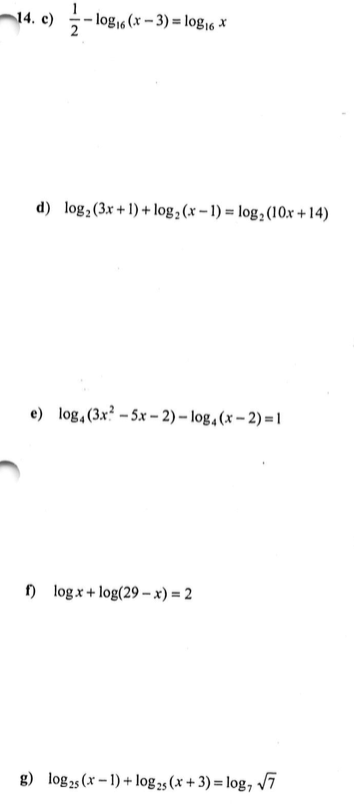 14. c) 1/2 − log₁₆ (x − 3) = log₁₆ x
d) log₂ (3x + 1) + log₂ (x − 1) = log₂ (10x + 14)
e) log₄ (3x² − 5x − 2) − log₄ (x − 2) = 1
f) log x + log(29 − x) = 2
g) log₂₅ (x − 1) + log₂₅ (x + 3) = log₇ √7